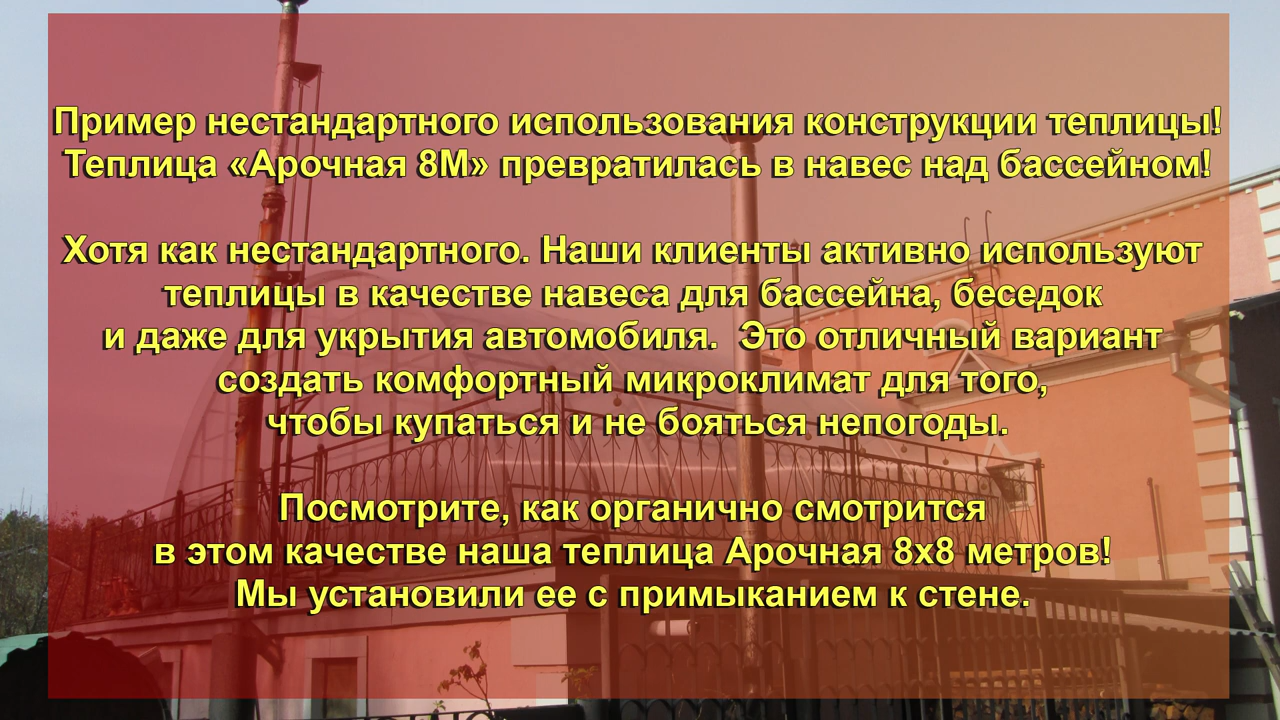 Пример нестандартного использования конструкции теплицы!
Теплица «Арочная 8М» превратилась в навес над бассейном!
Хотя как нестандартного. Наши клиенты активно используют
теплицы в качестве навеса для бассейна, беседок
и даже для укрытия автомобиля.  Это отличный вариант
создать комфортный микроклимат для того,
чтобы купаться и не бояться непогоды.
Посмотрите, как органично смотрится
в этом качестве наша теплица Арочная 8х8 метров!
Мы установили ее с примыканием к стене.